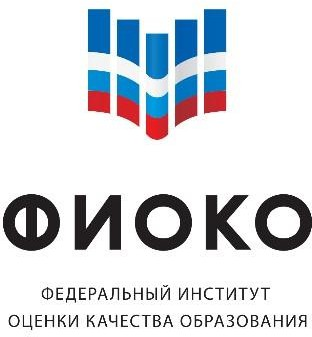 ФИОКО
ФЕДЕРАЛЬНЫЙ ИНСТИТУТ
ОЦЕНКИ КАЧЕСТВА ОБРАЗОВАНИЯ